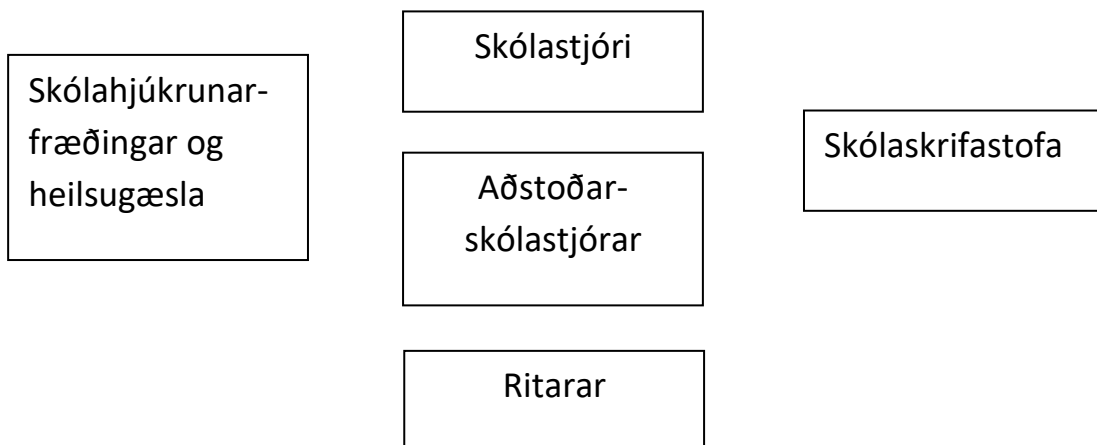 Skólastjóri
Skólahjúkrunar-
fræðingar og
heilsugæsla
Skólaskrifastofa
Aðstoðar-
skólastjórar
Ritarar